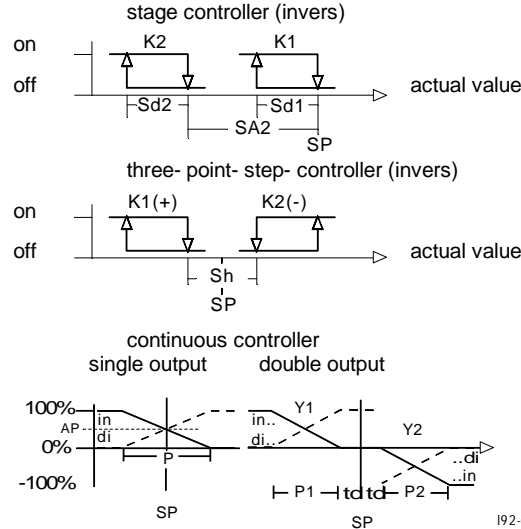 stage controller (invers)
on K2 K1
off actual value
Sd2 Sd1
SA2
SP
three- point- step- controller (invers)
on K1(+) K2(-)
off actual value
Sh
SP
continuous controller
single output double output
100% in in.. Y1
AP di di.. Y2
0% ..di
-100% P ..in
P1 td td P2
SP SP
I92-